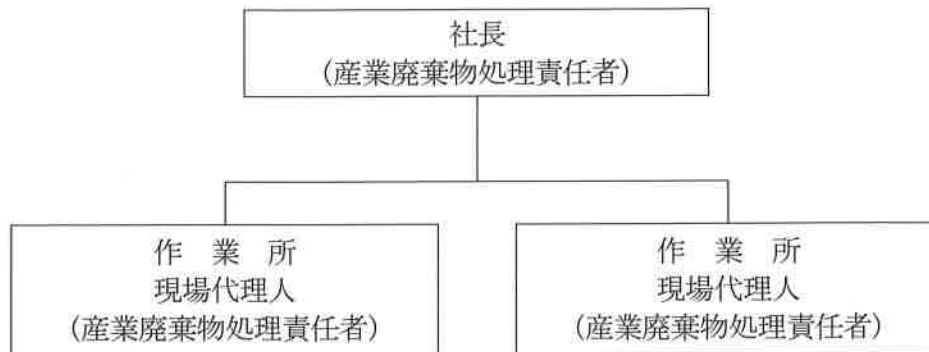 社長
(産業廃棄物処理責任者)
作　業　所
現場代理人
(産業廃棄物処理責任者)
作　業　所
現場代理人
(産業廃棄物処理責任者)